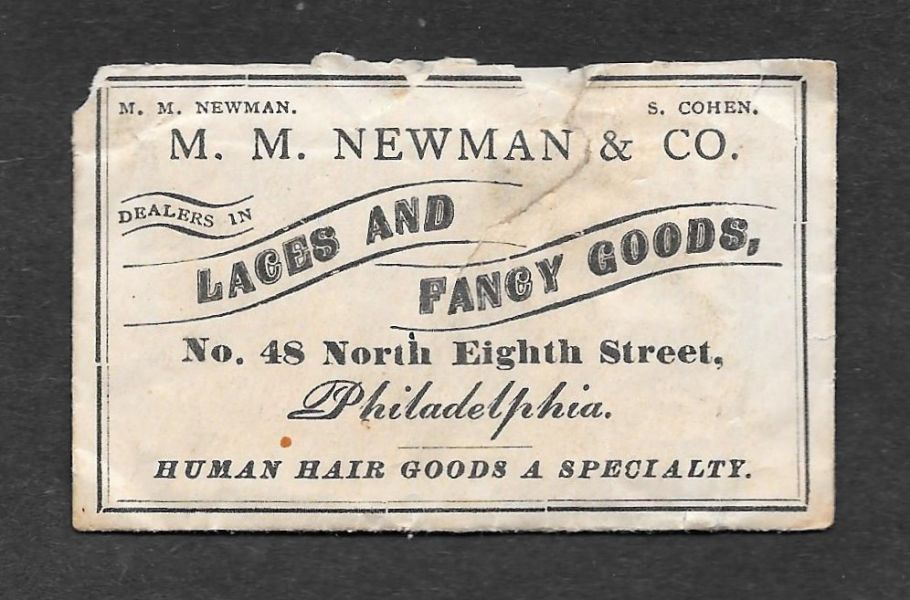 M. M. NEWMAN. S. COHEN.
M. M. NEWMAN & CO.
DEALERS IN
LACES AND
FANCY GOODS,
No. 48 North Eighth Street,
Philadelphia.
HUMAN HAIR GOODS A SPECIALTY.